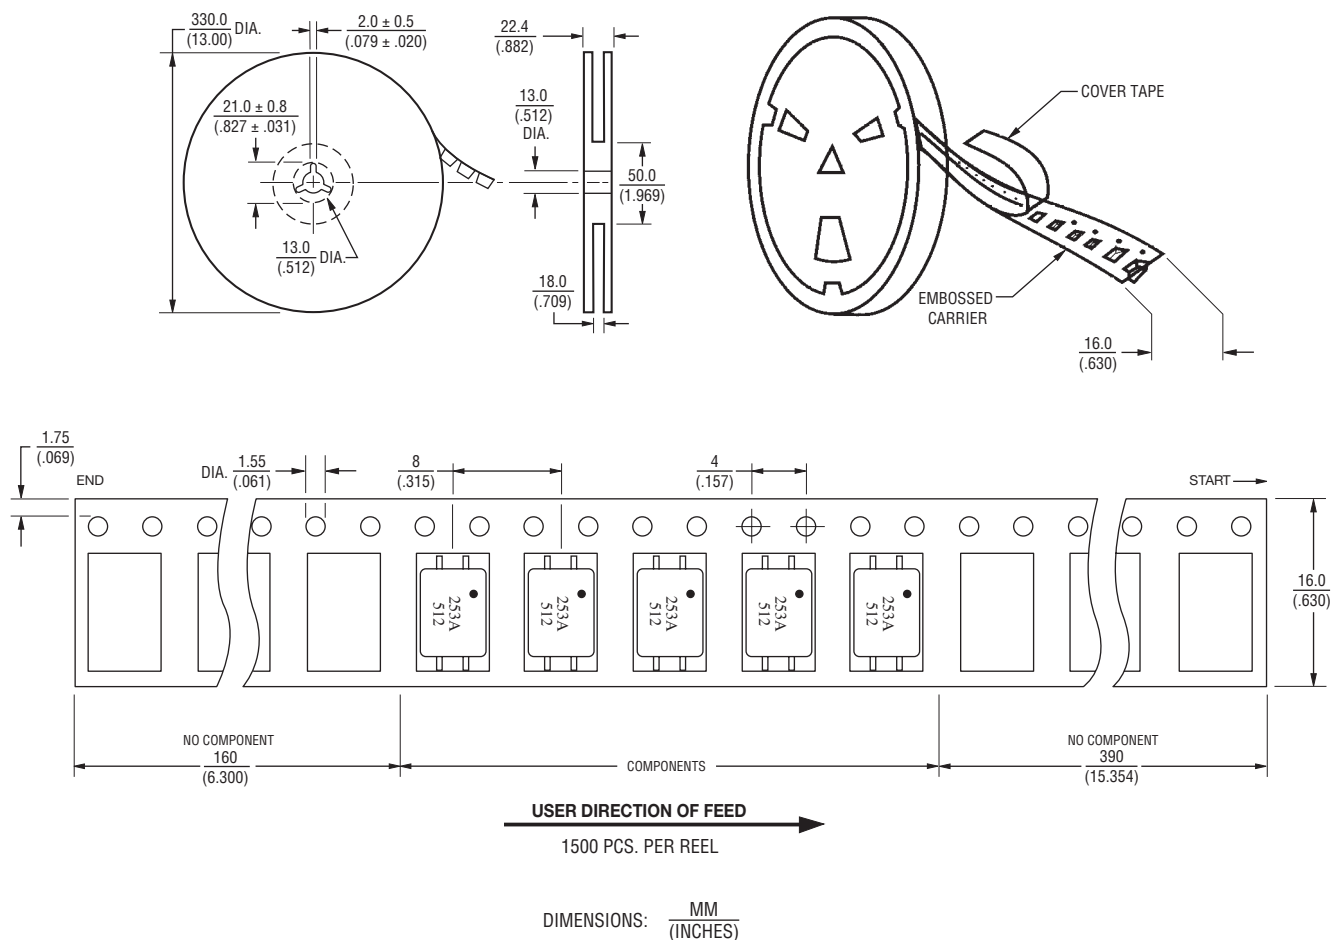 330.0
(13.00)
DIA.
2.0 ± 0.5
(.079 ± .020)
22.4
(.882)
21.0 ± 0.8
(.827 ± .031)
13.0
(.512)
DIA.
50.0
(1.969)
13.0
(.512)
DIA.
18.0
(.709)
COVER TAPE
EMBOSSED
CARRIER
16.0
(.630)
1.75
(.069)
END
DIA.
1.55
(.061)
8
(.315)
4
(.157)
START
16.0
(.630)
253A
512
253A
512
253A
512
253A
512
253A
512
NO COMPONENT
160
(6.300)
COMPONENTS
NO COMPONENT
390
(15.354)
USER DIRECTION OF FEED
1500 PCS. PER REEL
DIMENSIONS:
MM
(INCHES)